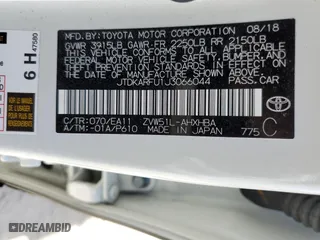 MFD.BY:TOYOTA MOTOR CORPORATION 08/18
GVWR 3915LB GAWR FR 2250LB RR 2150LB
THIS VEHICLE CONFORMS TO ALL APPLICABLE
FEDERAL MOTOR VEHICLE SAFETY, BUMPER, AND
THEFT PREVENTION STANDARDS IN EFFECT ON
THE DATE OF MANUFACTURE SHOWN ABOVE.
JTDKARFU1J3066044 PASS.CAR
C/TR:070/EA11 ZVW51L-AHXHBA
A/TM:-01A/P610 MADE IN JAPAN 775 C
6 H 47580
DREAMBID